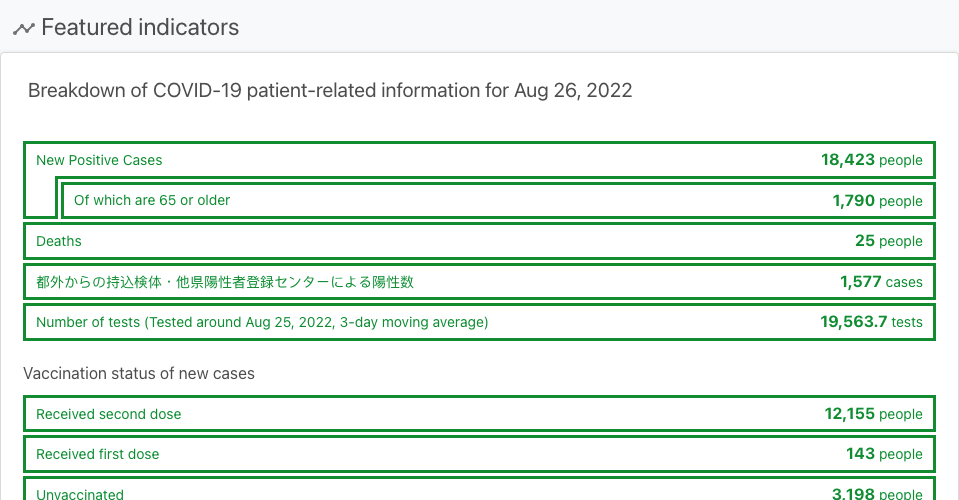 Featured indicators
Breakdown of COVID-19 patient-related information for Aug 26, 2022
New Positive Cases 18,423 people
Of which are 65 or older 1,790 people
Deaths 25 people
都外からの持込検体・他県陽性者登録センターによる陽性数 1,577 cases
Number of tests (Tested around Aug 25, 2022, 3-day moving average) 19,563.7 tests
Vaccination status of new cases
Received second dose 12,155 people
Received first dose 143 people
Unvaccinated 3,198 people